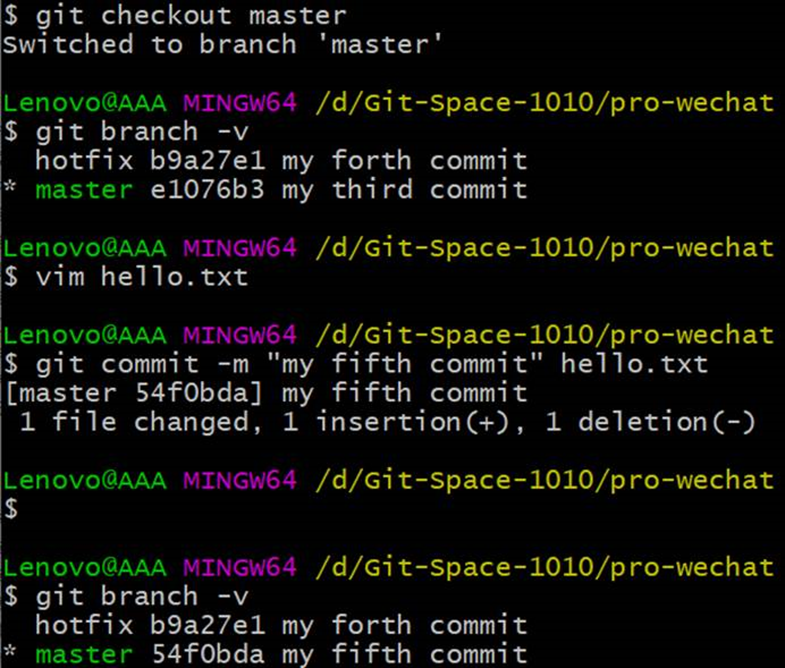 $ git checkout master
Switched to branch 'master'
Lenovo@AAA MINGW64 /d/Git-Space-1010/pro-wechat
$ git branch -v
  hotfix b9a27e1 my forth commit
* master e1076b3 my third commit
Lenovo@AAA MINGW64 /d/Git-Space-1010/pro-wechat
$ vim hello.txt
Lenovo@AAA MINGW64 /d/Git-Space-1010/pro-wechat
$ git commit -m "my fifth commit" hello.txt
[master 54f0bda] my fifth commit
 1 file changed, 1 insertion(+), 1 deletion(-)
Lenovo@AAA MINGW64 /d/Git-Space-1010/pro-wechat
$
Lenovo@AAA MINGW64 /d/Git-Space-1010/pro-wechat
$ git branch -v
  hotfix b9a27e1 my forth commit
* master 54f0bda my fifth commit